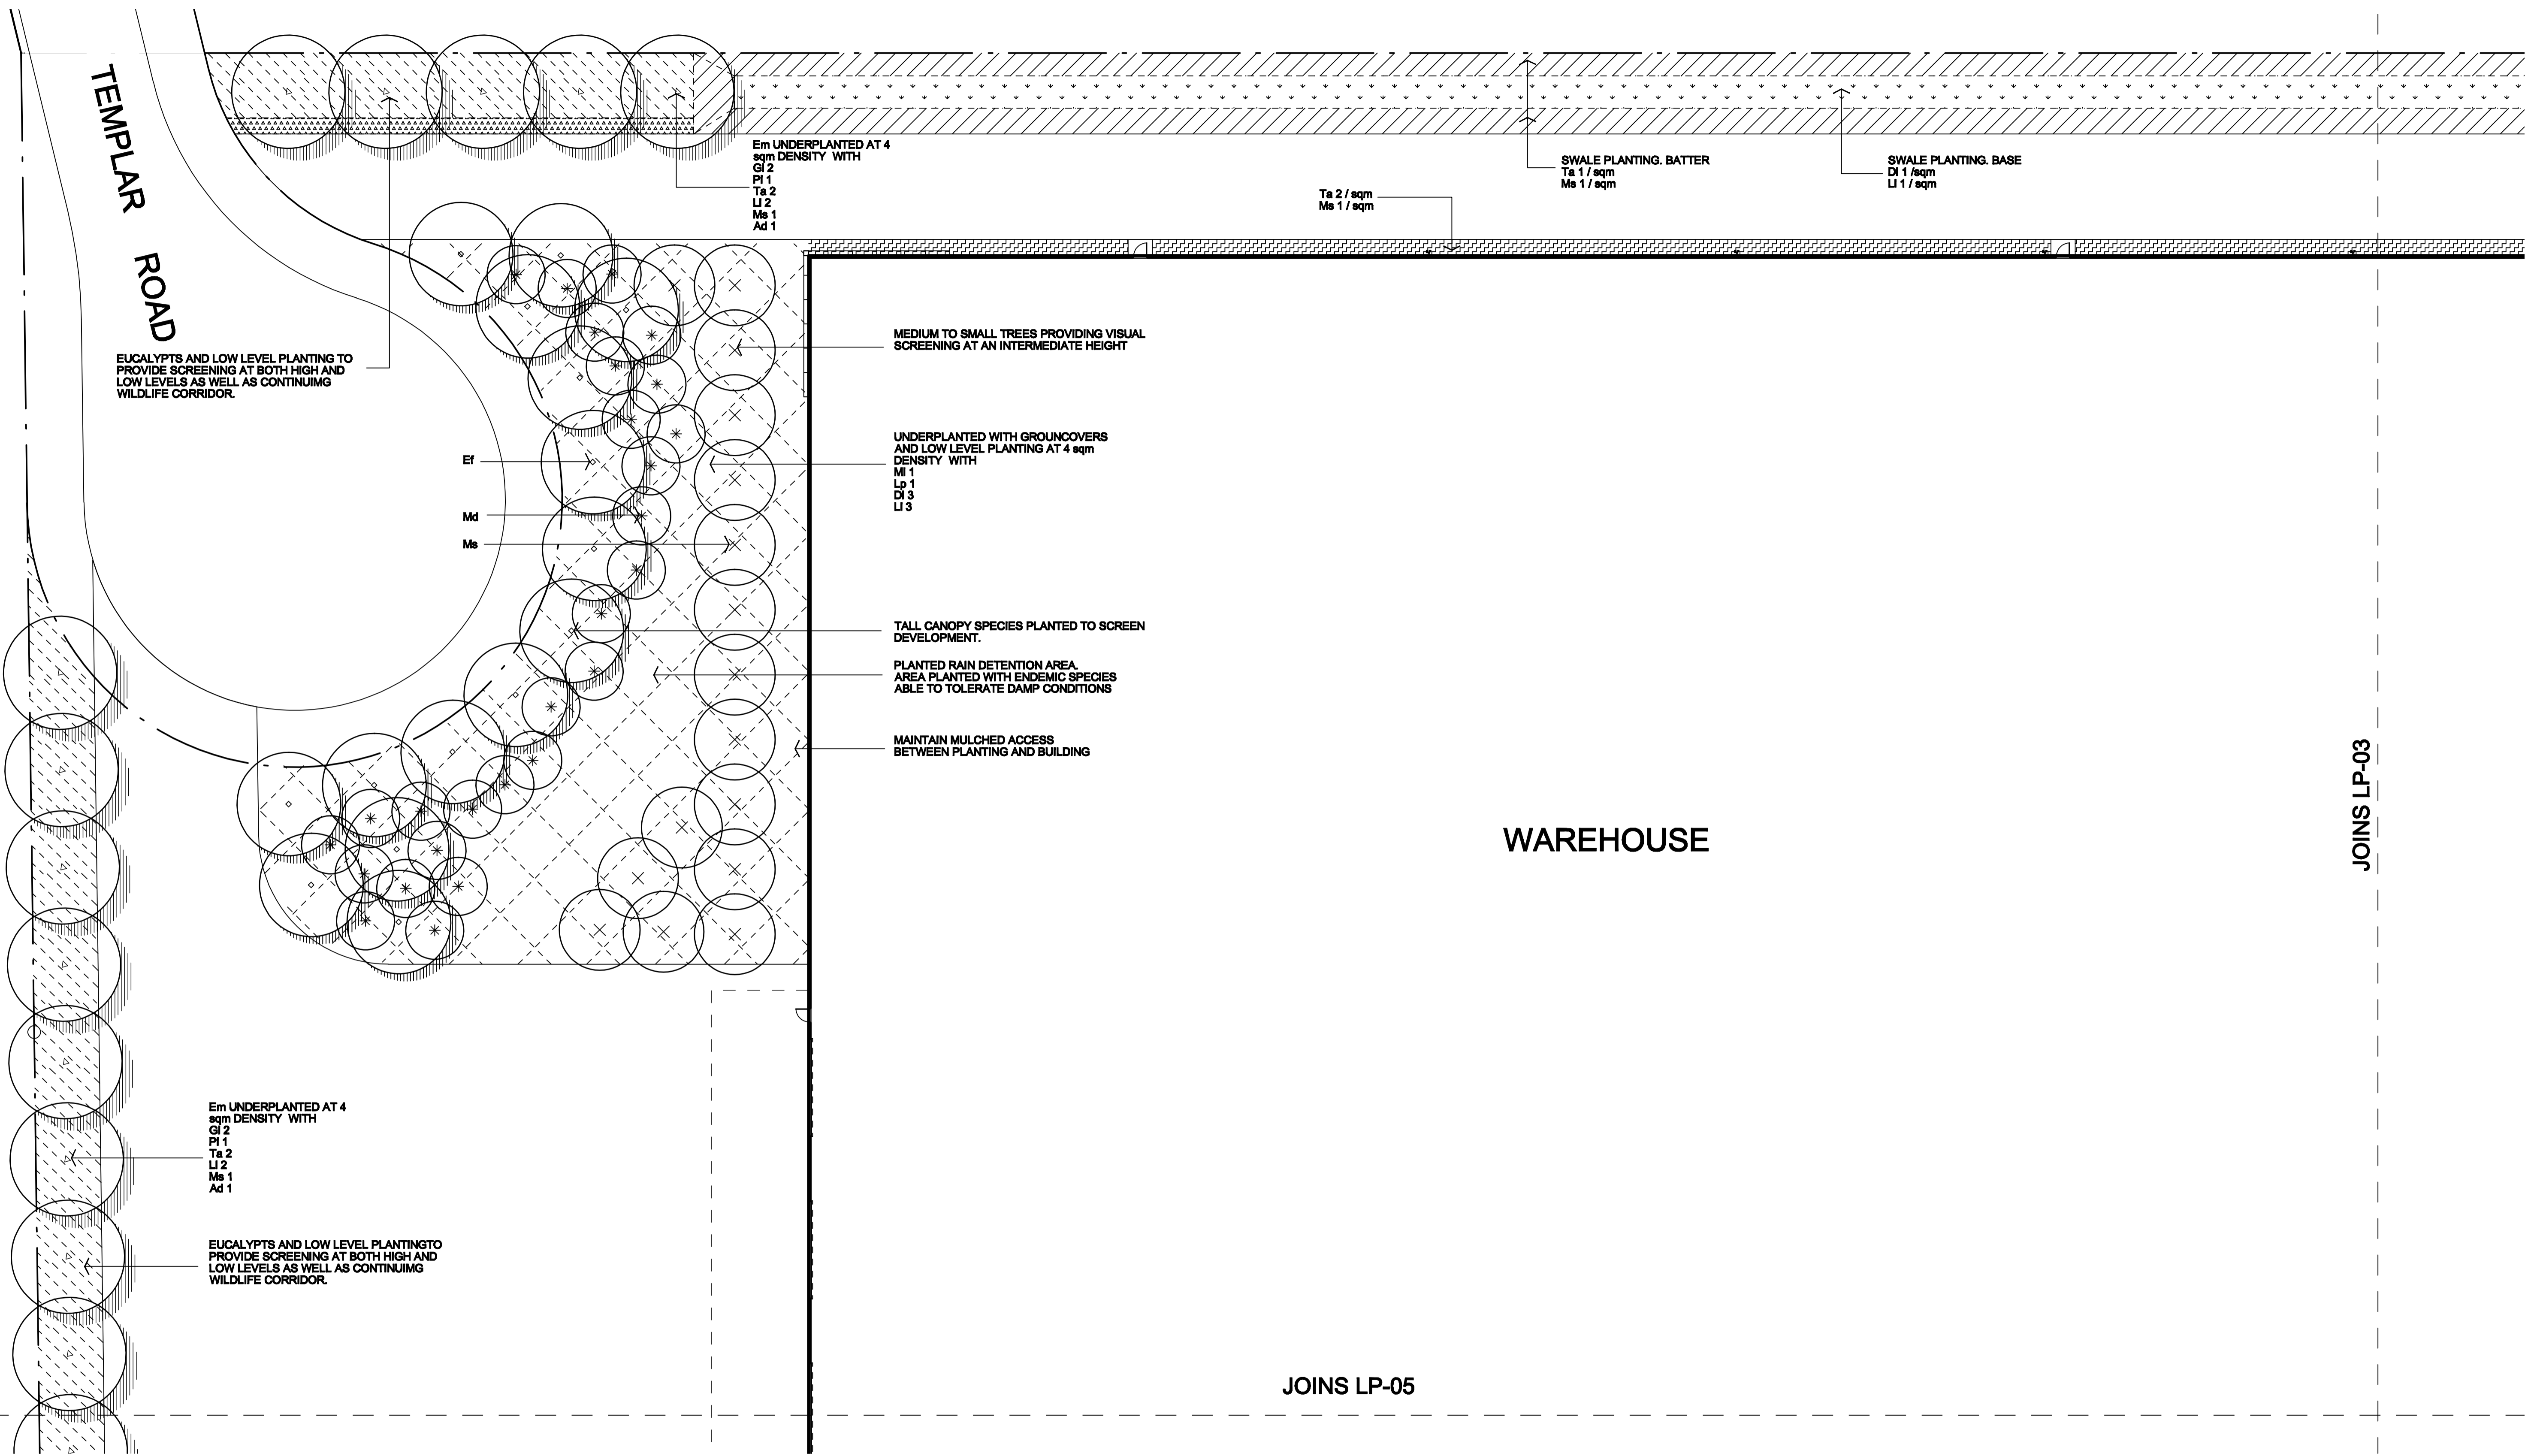 TEMPLAR ROAD
Em UNDERPLANTED AT 4
sqm DENSITY WITH
Gl 2
Pl 1
Ta 2
Ll 2
Ms 1
Ad 1
SWALE PLANTING. BATTER
Ta 1 / sqm
Ms 1 / sqm
SWALE PLANTING. BASE
Dl 1 /sqm
Ll 1 / sqm
Ta 2 / sqm
Ms 1 / sqm
EUCALYPTS AND LOW LEVEL PLANTING TO
PROVIDE SCREENING AT BOTH HIGH AND
LOW LEVELS AS WELL AS CONTINUIMG
WILDLIFE CORRIDOR.
MEDIUM TO SMALL TREES PROVIDING VISUAL
SCREENING AT AN INTERMEDIATE HEIGHT
UNDERPLANTED WITH GROUNCOVERS
AND LOW LEVEL PLANTING AT 4 sqm
DENSITY WITH
Ml 1
Lp 1
Dl 3
Ll 3
Ef
Md
Ms
TALL CANOPY SPECIES PLANTED TO SCREEN
DEVELOPMENT.
PLANTED RAIN DETENTION AREA.
AREA PLANTED WITH ENDEMIC SPECIES
ABLE TO TOLERATE DAMP CONDITIONS
MAINTAIN MULCHED ACCESS
BETWEEN PLANTING AND BUILDING
WAREHOUSE
JOINS LP-03
Em UNDERPLANTED AT 4
sqm DENSITY WITH
Gl 2
Pl 1
Ta 2
Ll 2
Ms 1
Ad 1
EUCALYPTS AND LOW LEVEL PLANTINGTO
PROVIDE SCREENING AT BOTH HIGH AND
LOW LEVELS AS WELL AS CONTINUIMG
WILDLIFE CORRIDOR.
JOINS LP-05